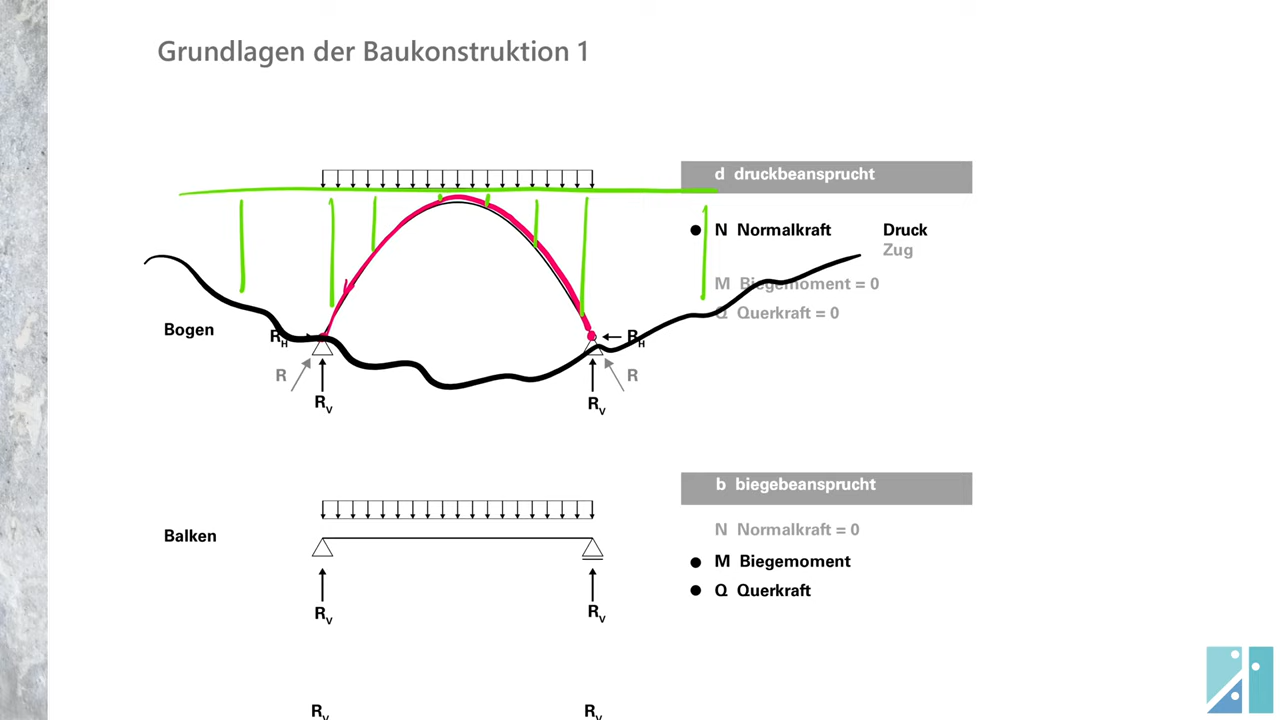 Grundlagen der Baukonstruktion 1
d druckbeansprucht
N Normalkraft Druck
Zug
M Biegemoment = 0
Q Querkraft = 0
Bogen
RH
RH
R
R
RV
RV
b biegebeansprucht
N Normalkraft = 0
Balken
M Biegemoment
Q Querkraft
RV
RV
RV
RV